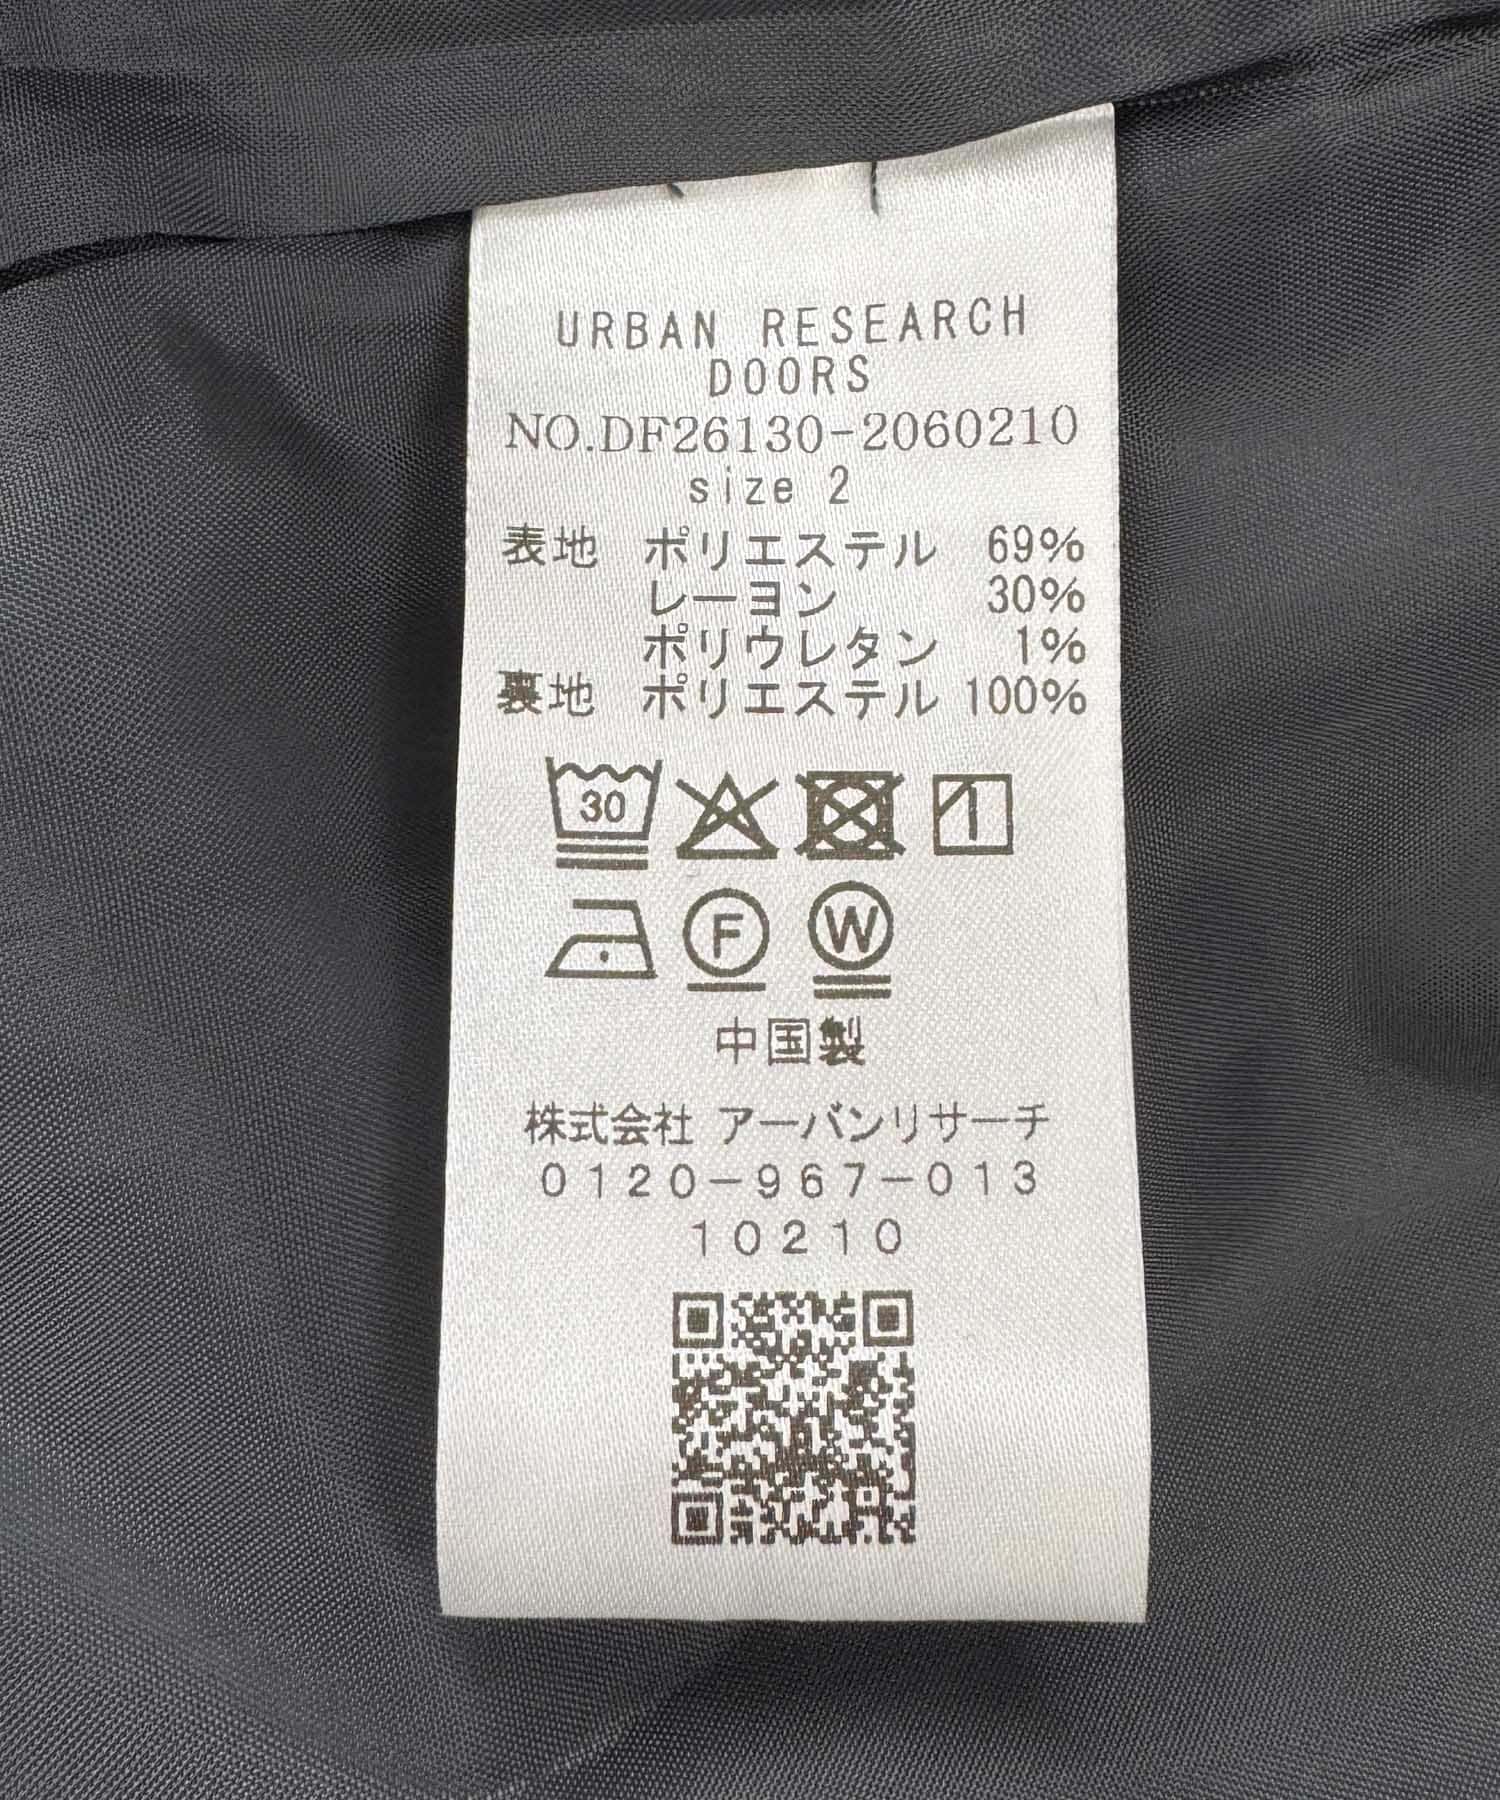 URBAN RESEARCH
DOORS
NO.DF26130-2060210
size 2
表地 ポリエステル 69%
レーヨン 30%
ポリウレタン 1%
裏地 ポリエステル 100%
30
1
F W
中国製
株式会社 アーバンリサーチ
0120-967-013
10210